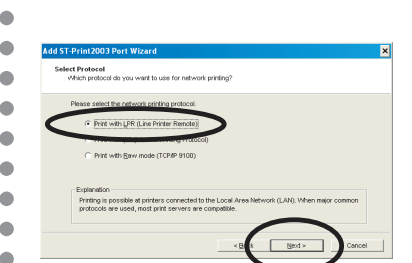 Add ST-Print2003 Port Wizard
Select Protocol
Which protocol do you want to use for network printing?
Please select the network printing protocol.
Print with LPR (Line Printer Remote)
Protocol)
Print with Raw mode (TCP/IP 9100)
Explanation
Printing is possible at printers connected to the Local Area Network (LAN). When major common
protocols are used, most print servers are compatible.
Next >
Cancel